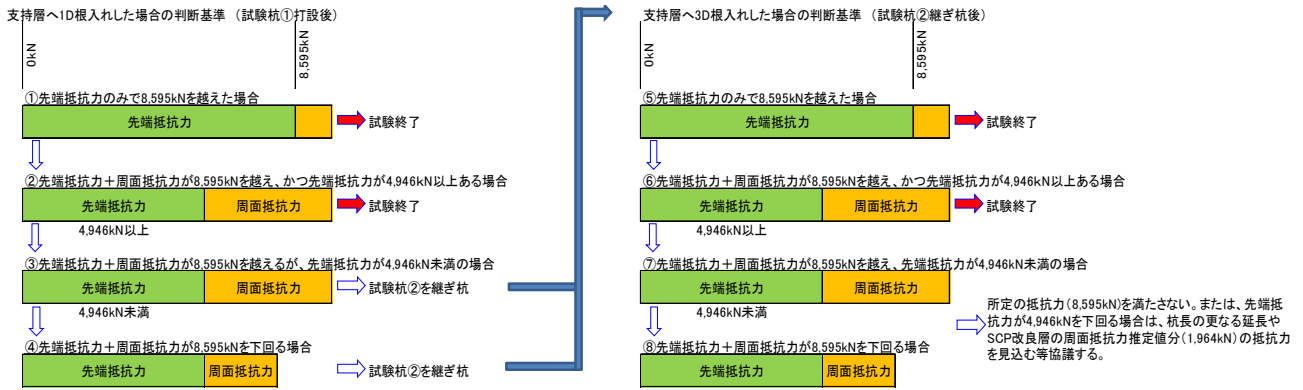 支持層へ1D根入れした場合の判断基準 (試験杭①打設後)
0kN
8,595kN
①先端抵抗力のみで8,595kNを越えた場合
先端抵抗力
試験終了
②先端抵抗力+周面抵抗力が8,595kNを越え、かつ先端抵抗力が4,946kN以上ある場合
先端抵抗力
周面抵抗力
試験終了
4,946kN以上
③先端抵抗力+周面抵抗力が8,595kNを越えるが、先端抵抗力が4,946kN未満の場合
先端抵抗力
周面抵抗力
試験杭②を継ぎ杭
4,946kN未満
④先端抵抗力+周面抵抗力が8,595kNを下回る場合
先端抵抗力
周面抵抗力
試験杭②を継ぎ杭
支持層へ3D根入れした場合の判断基準 (試験杭②継ぎ杭後)
0kN
8,595kN
⑤先端抵抗力のみで8,595kNを越えた場合
先端抵抗力
試験終了
⑥先端抵抗力+周面抵抗力が8,595kNを越え、かつ先端抵抗力が4,946kN以上ある場合
先端抵抗力
周面抵抗力
試験終了
4,946kN以上
⑦先端抵抗力+周面抵抗力が8,595kNを越え、先端抵抗力が4,946kN未満の場合
先端抵抗力
周面抵抗力
4,946kN未満
⑧先端抵抗力+周面抵抗力が8,595kNを下回る場合
先端抵抗力
周面抵抗力
所定の抵抗力(8,595kN)を満たさない。または、先端抵
抗力が4,946kNを下回る場合は、杭長の更なる延長や
SCP改良層の周面抵抗力推定値分(1,964kN)の抵抗力
を見込む等協議する。